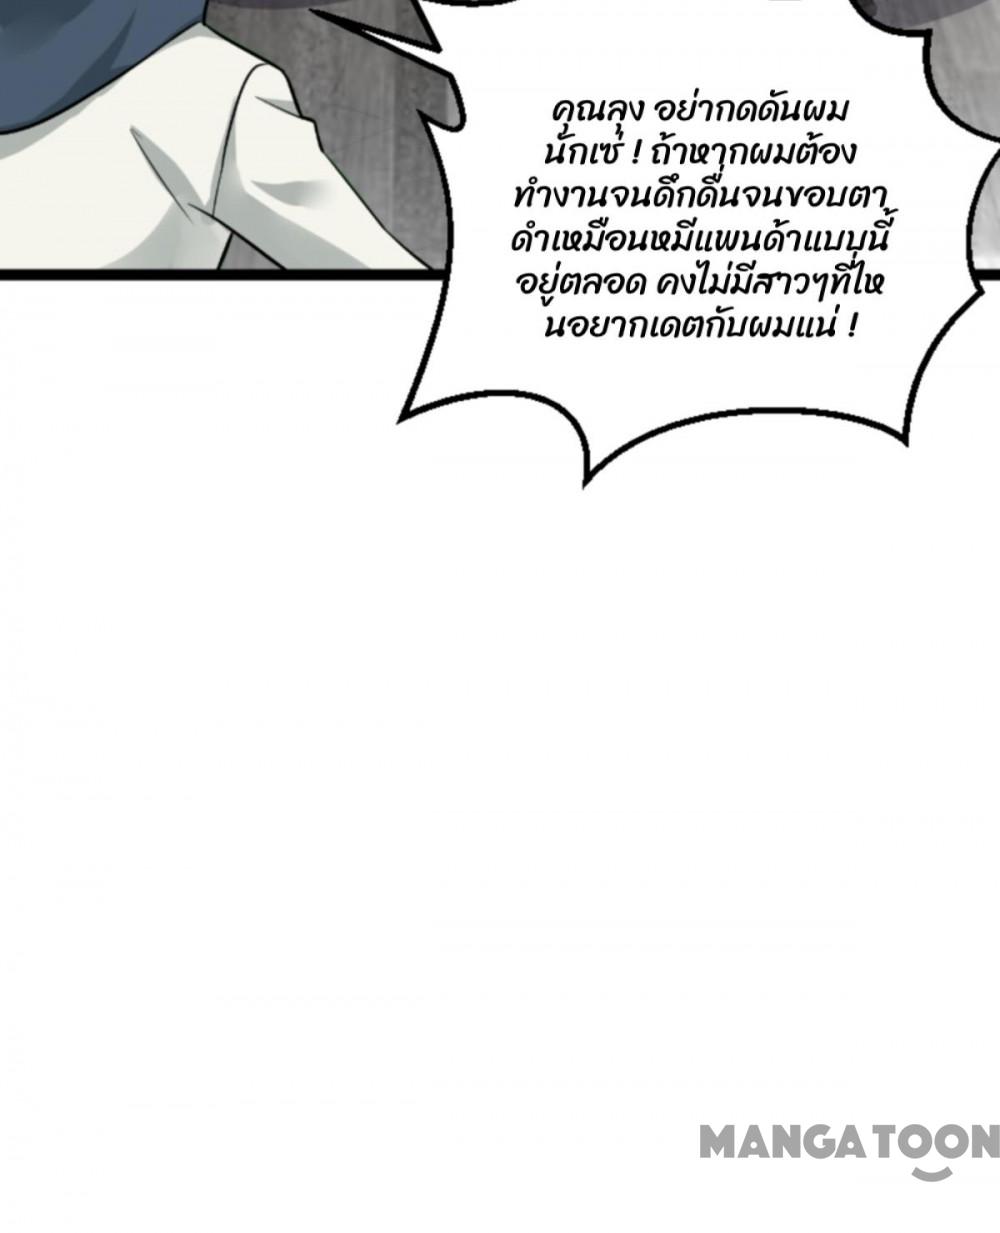 คุณลุง อย่ากดดันผม
นักเซ่ ! ถ้าหากผมต้อง
ทำงานจนดึกดื่นจนขอบตา
ดำเหมือนหมีแพนด้าแบบนี้
อยู่ตลอด คงไม่มีสาวๆที่ไห
นอยากเดตกับผมแน่ !
MANGATOON